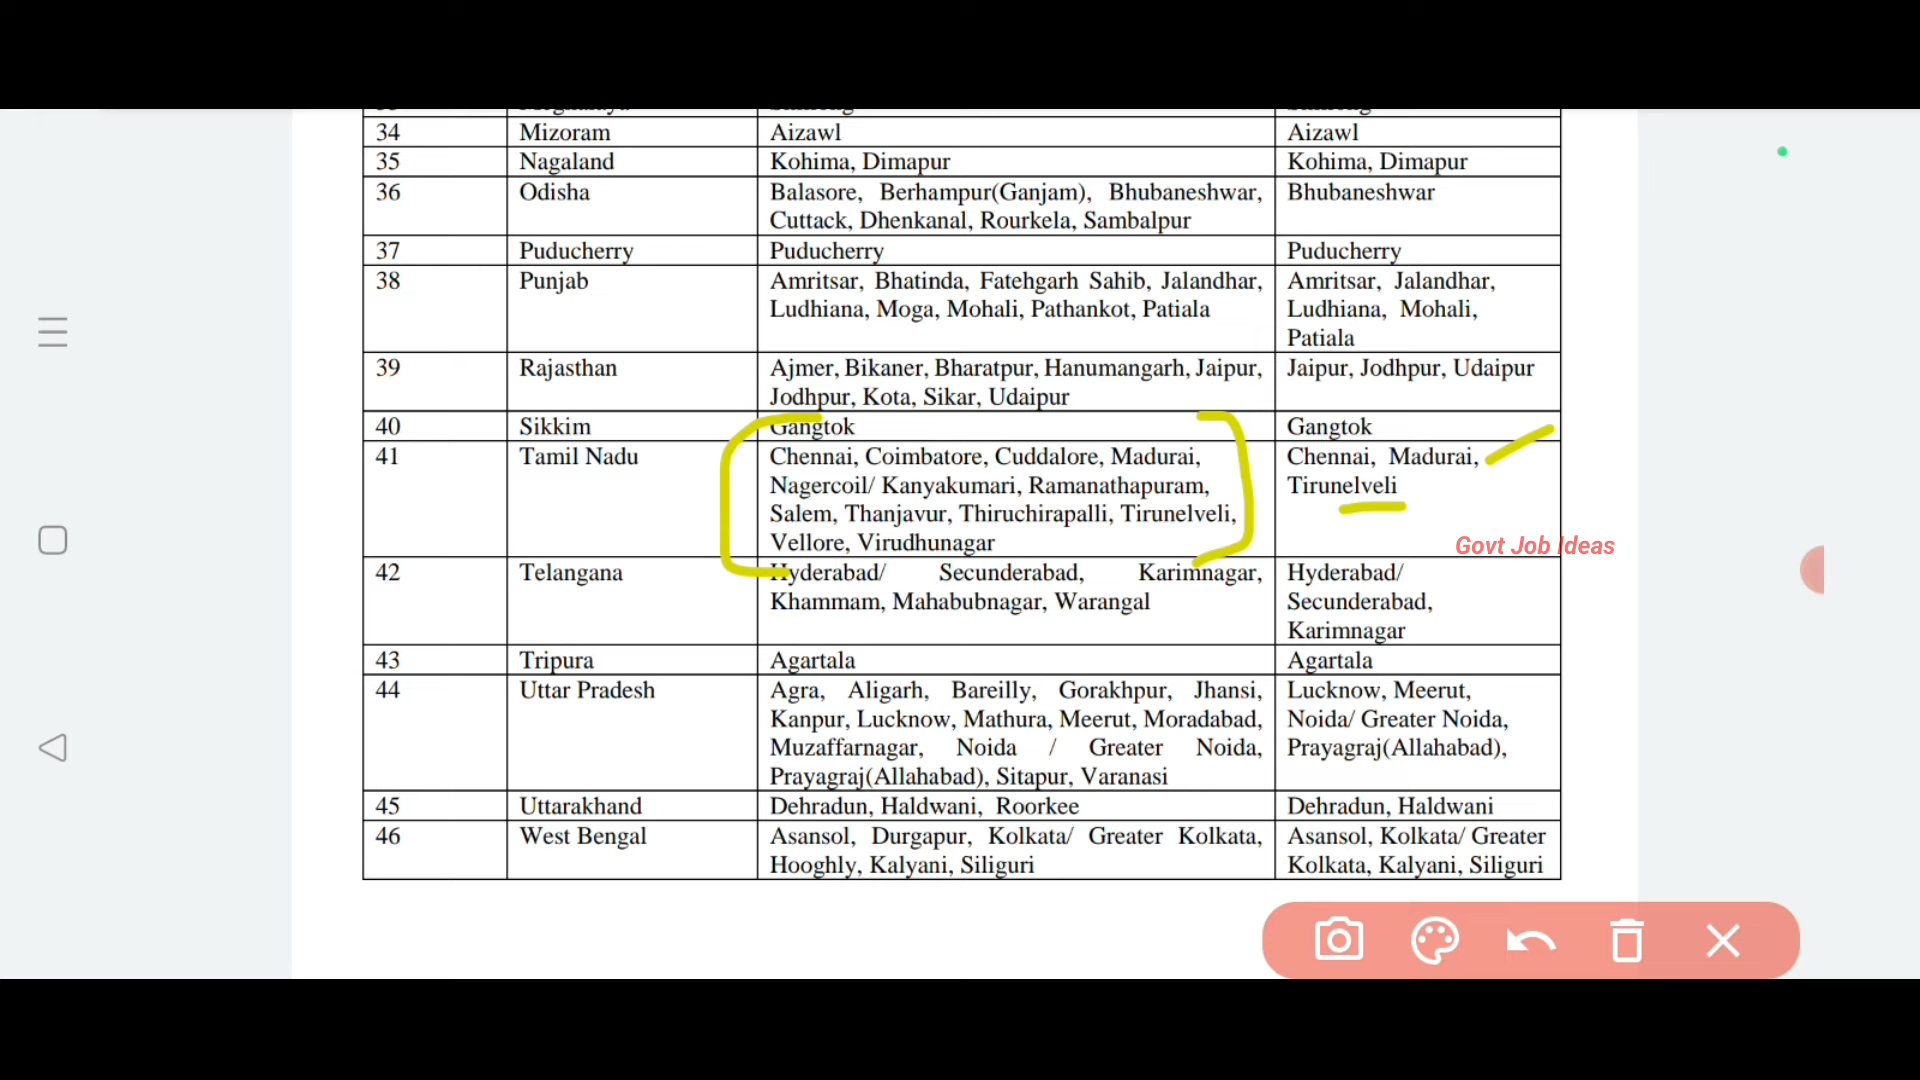 34 Mizoram Aizawl Aizawl
35 Nagaland Kohima, Dimapur Kohima, Dimapur
36 Odisha Balasore, Berhampur(Ganjam), Bhubaneshwar, Bhubaneshwar
Cuttack, Dhenkanal, Rourkela, Sambalpur
37 Puducherry Puducherry Puducherry
38 Punjab Amritsar, Bhatinda, Fatehgarh Sahib, Jalandhar, Amritsar, Jalandhar,
Ludhiana, Moga, Mohali, Pathankot, Patiala Ludhiana, Mohali,
Patiala
39 Rajasthan Ajmer, Bikaner, Bharatpur, Hanumangarh, Jaipur, Jaipur, Jodhpur, Udaipur
Jodhpur, Kota, Sikar, Udaipur
40 Sikkim Gangtok Gangtok
41 Tamil Nadu Chennai, Coimbatore, Cuddalore, Madurai, Chennai, Madurai,
Nagercoil/ Kanyakumari, Ramanathapuram, Tirunelveli
Salem, Thanjavur, Thiruchirapalli, Tirunelveli,
Vellore, Virudhunagar
Govt Job Ideas
42 Telangana Hyderabad/ Secunderabad, Karimnagar, Hyderabad/
Khammam, Mahabubnagar, Warangal Secunderabad,
Karimnagar
43 Tripura Agartala Agartala
44 Uttar Pradesh Agra, Aligarh, Bareilly, Gorakhpur, Jhansi, Lucknow, Meerut,
Kanpur, Lucknow, Mathura, Meerut, Moradabad, Noida/ Greater Noida,
Muzaffarnagar, Noida / Greater Noida, Prayagraj(Allahabad),
Prayagraj(Allahabad), Sitapur, Varanasi
45 Uttarakhand Dehradun, Haldwani, Roorkee Dehradun, Haldwani
46 West Bengal Asansol, Durgapur, Kolkata/ Greater Kolkata, Asansol, Kolkata/ Greater
Hooghly, Kalyani, Siliguri Kolkata, Kalyani, Siliguri